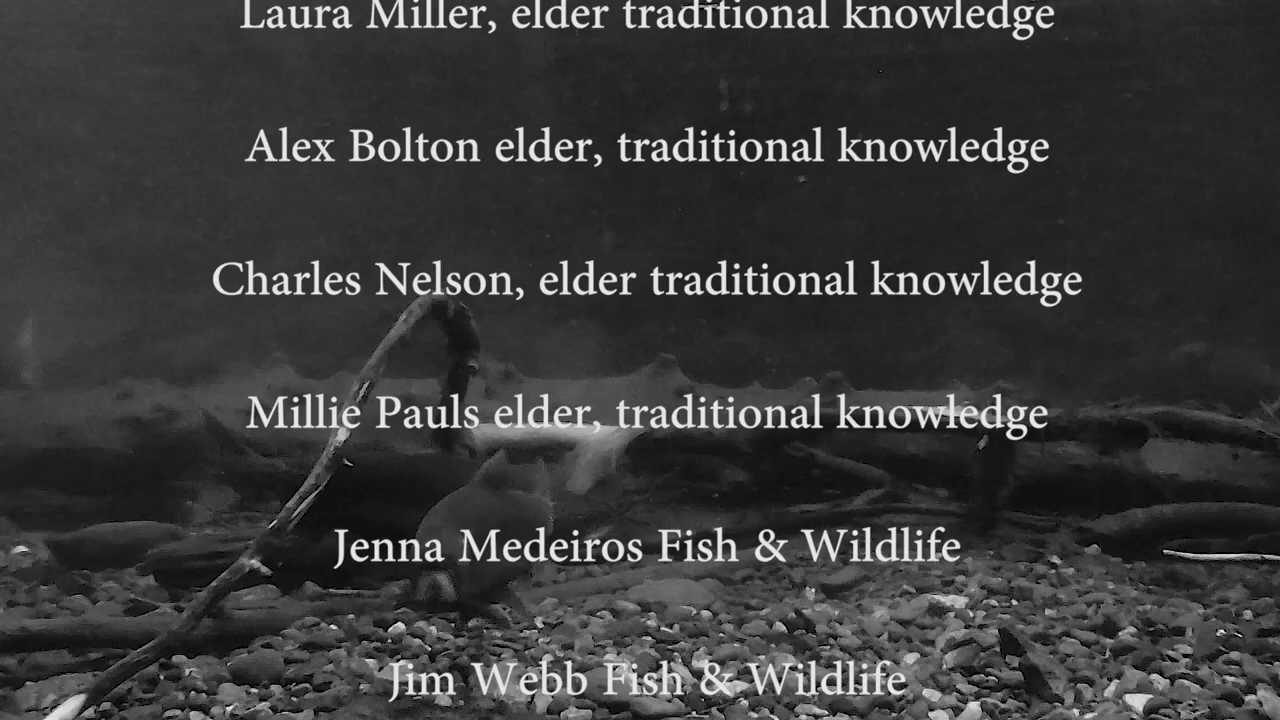 Laura Miller, elder traditional knowledge
Alex Bolton elder, traditional knowledge
Charles Nelson, elder traditional knowledge
Millie Pauls elder, traditional knowledge
Jenna Medeiros Fish & Wildlife
Jim Webb Fish & Wildlife